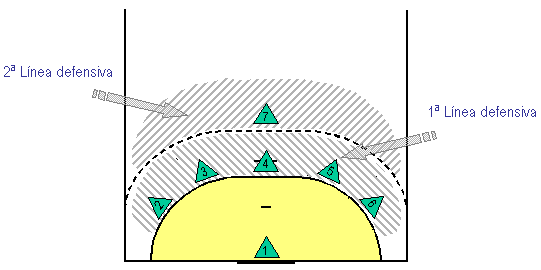 2ª Línea defensiva
1ª Línea defensiva
7
3 4 5
2 6
1